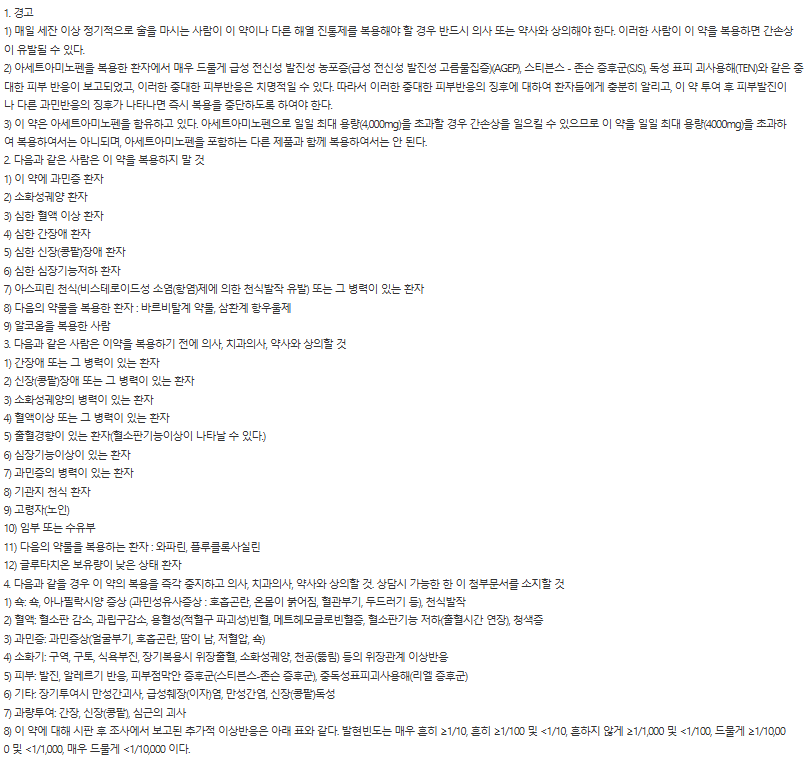 1. 경고
1) 매일 세잔 이상 정기적으로 술을 마시는 사람이 이 약이나 다른 해열 진통제를 복용해야 할 경우 반드시 의사 또는 약사와 상의해야 한다. 이러한 사람이 이 약을 복용하면 간손상
이 유발될 수 있다.
2) 아세트아미노펜을 복용한 환자에서 매우 드물게 급성 전신성 발진성 농포증(급성 전신성 발진성 고름물집증)(AGEP), 스티븐스 - 존슨 증후군(SJS), 독성 표피 괴사용해(TEN)와 같은 중
대한 피부 반응이 보고되었고, 이러한 중대한 피부반응은 치명적일 수 있다. 따라서 이러한 중대한 피부반응의 징후에 대하여 환자들에게 충분히 알리고, 이 약 투여 후 피부발진이
나 다른 과민반응의 징후가 나타나면 즉시 복용을 중단하도록 하여야 한다.
3) 이 약은 아세트아미노펜을 함유하고 있다. 아세트아미노펜으로 일일 최대 용량(4,000mg)을 초과할 경우 간손상을 일으킬 수 있으므로 이 약을 일일 최대 용량(4000mg)을 초과하
여 복용하여서는 아니되며, 아세트아미노펜을 포함하는 다른 제품과 함께 복용하여서는 안 된다.
2. 다음과 같은 사람은 이 약을 복용하지 말 것
1) 이 약에 과민증 환자
2) 소화성궤양 환자
3) 심한 혈액 이상 환자
4) 심한 간장애 환자
5) 심한 신장(콩팥)장애 환자
6) 심한 심장기능저하 환자
7) 아스피린 천식(비스테로이드성 소염(항염)제에 의한 천식발작 유발) 또는 그 병력이 있는 환자
8) 다음의 약물을 복용한 환자 : 바르비탈계 약물, 삼환계 항우울제
9) 알코올을 복용한 사람
3. 다음과 같은 사람은 이약을 복용하기 전에 의사, 치과의사, 약사와 상의할 것
1) 간장애 또는 그 병력이 있는 환자
2) 신장(콩팥)장애 또는 그 병력이 있는 환자
3) 소화성궤양의 병력이 있는 환자
4) 혈액이상 또는 그 병력이 있는 환자
5) 출혈경향이 있는 환자(혈소판기능이상이 나타날 수 있다.)
6) 심장기능이상이 있는 환자
7) 과민증의 병력이 있는 환자
8) 기관지 천식 환자
9) 고령자(노인)
10) 임부 또는 수유부
11) 다음의 약물을 복용하는 환자 : 와파린, 플루클록사실린
12) 글루타치온 보유량이 낮은 상태 환자
4. 다음과 같을 경우 이 약의 복용을 즉각 중지하고 의사, 치과의사, 약사와 상의할 것. 상담시 가능한 한 이 첨부문서를 소지할 것
1) 쇽: 쇽, 아나필락시양 증상 (과민성유사증상 : 호흡곤란, 온몸이 붉어짐, 혈관부기, 두드러기 등), 천식발작
2) 혈액: 혈소판 감소, 과립구감소, 용혈성(적혈구 파괴성)빈혈, 메트헤모글로빈혈증, 혈소판기능 저하(출혈시간 연장), 청색증
3) 과민증: 과민증상(얼굴부기, 호흡곤란, 땀이 남, 저혈압, 쇽)
4) 소화기: 구역, 구토, 식욕부진, 장기복용시 위장출혈, 소화성궤양, 천공(뚫림) 등의 위장관계 이상반응
5) 피부: 발진, 알레르기 반응, 피부점막안 증후군(스티븐스-존슨 증후군), 중독성표피괴사용해(리엘 증후군)
6) 기타: 장기투여시 만성간괴사, 급성췌장(이자)염, 만성간염, 신장(콩팥)독성
7) 과량투여: 간장, 신장(콩팥), 심근의 괴사
8) 이 약에 대해 시판 후 조사에서 보고된 추가적 이상반응은 아래 표와 같다. 발현빈도는 매우 흔히 ≥1/10, 흔히 ≥1/100 및 <1/10, 흔하지 않게 ≥1/1,000 및 <1/100, 드물게 ≥1/10,00
0 및 <1/1,000, 매우 드물게 <1/10,000 이다.